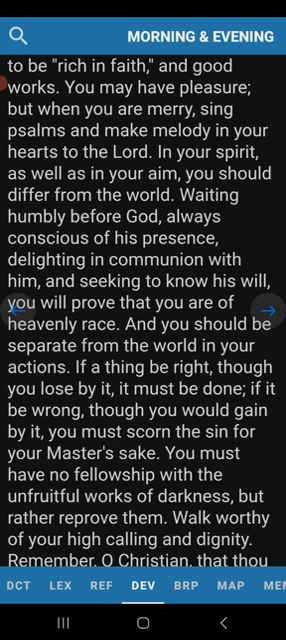 MORNING & EVENING
to be "rich in faith," and good
works. You may have pleasure;
but when you are merry, sing
psalms and make melody in your
hearts to the Lord. In your spirit,
as well as in your aim, you should
differ from the world. Waiting
humbly before God, always
conscious of his presence,
delighting in communion with
him, and seeking to know his will,
you will prove that you are of
heavenly race. And you should be
separate from the world in your
actions. If a thing be right, though
you lose by it, it must be done; if it
be wrong, though you would gain
by it, you must scorn the sin for
your Master's sake. You must
have no fellowship with the
unfruitful works of darkness, but
rather reprove them. Walk worthy
of your high calling and dignity.
Remember, O Christian, that thou
DCT LEX REF DEV BRP MAP MEM